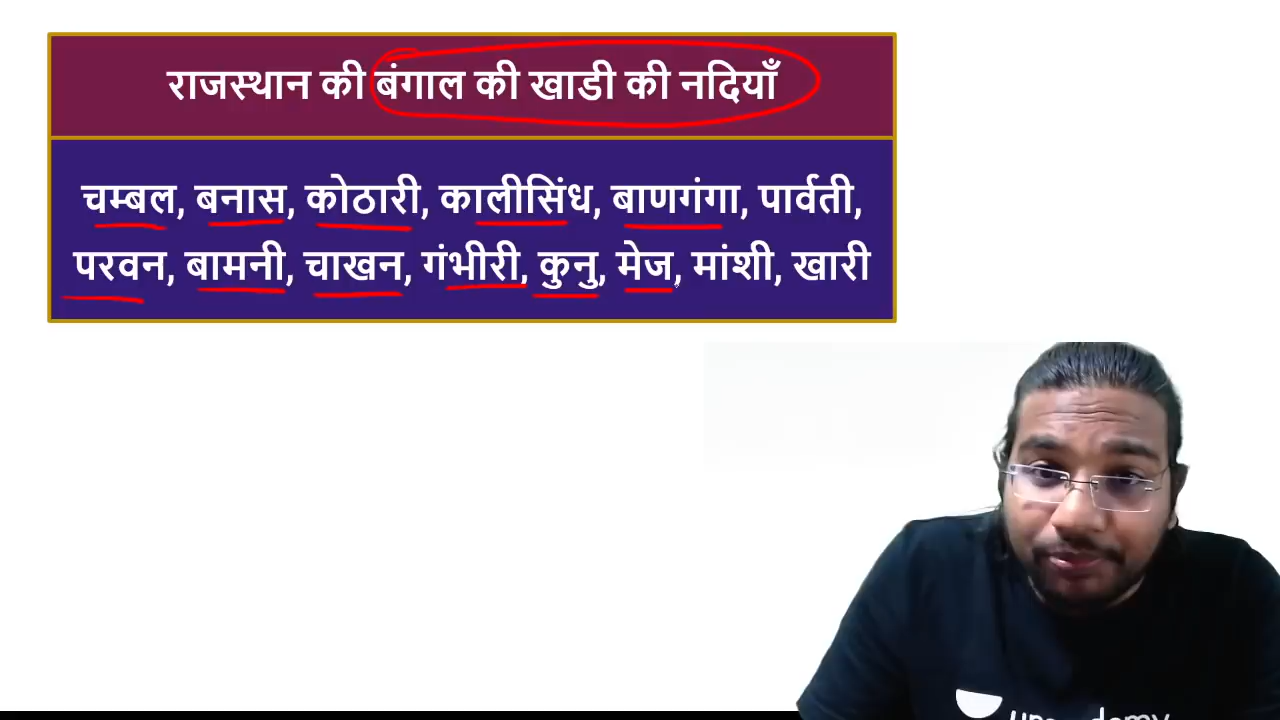 राजस्थान की बंगाल की खाडी की नदियाँ
चम्बल, बनास, कोठारी, कालीसिंध, बाणगंगा, पार्वती,
परवन, बामनी, चाखन, गंभीरी, कुनु, मेज, मांशी, खारी